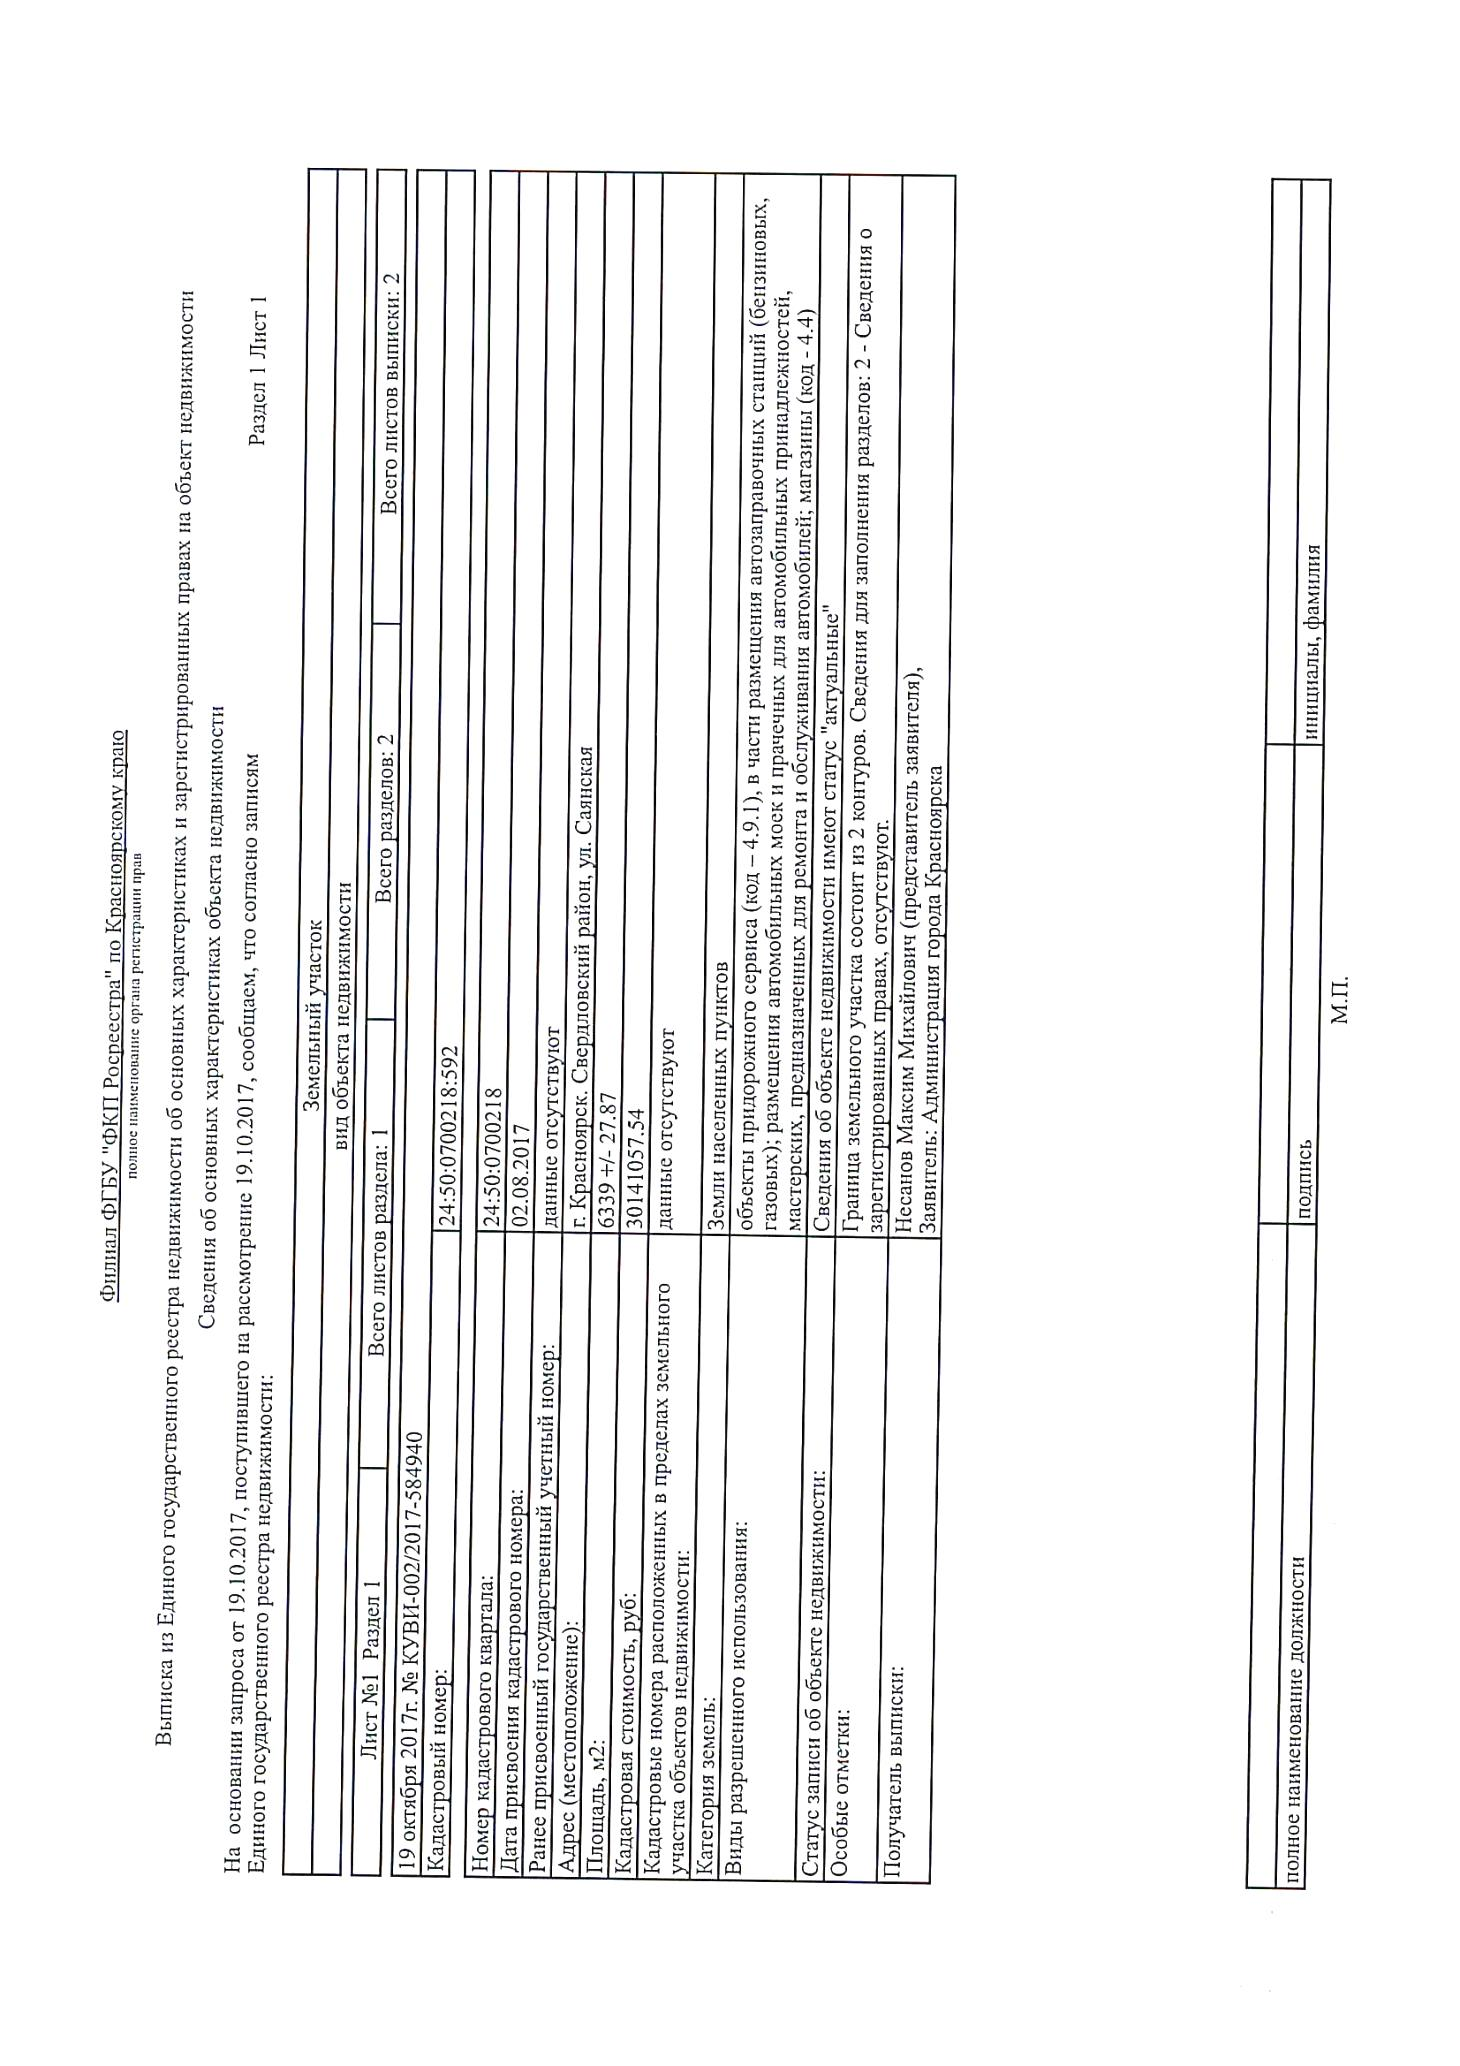 Филиал ФГБУ "ФКП Росреестра" по Красноярскому краю
полное наименование органа регистрации прав
Выписка из Единого государственного реестра недвижимости об основных характеристиках и зарегистрированных правах на объект недвижимости
Сведения об основных характеристиках объекта недвижимости
Раздел 1 Лист 1
На основании запроса от 19.10.2017, поступившего на рассмотрение 19.10.2017, сообщаем, что согласно записям
Единого государственного реестра недвижимости:
Земельный участок
вид объекта недвижимости
Лист №1 Раздел 1 Всего листов раздела: 1 Всего разделов: 2 Всего листов выписки: 2
19 октября 2017г. № КУВИ-002/2017-584940
Кадастровый номер: 24:50:0700218:592
Номер кадастрового квартала: 24:50:0700218
Дата присвоения кадастрового номера: 02.08.2017
Ранее присвоенный государственный учетный номер: данные отсутствуют
Адрес (местоположение): г. Красноярск. Свердловский район, ул. Саянская
Площадь, м2: 6339 +/- 27.87
Кадастровая стоимость, руб: 30141057.54
Кадастровые номера расположенных в пределах земельного
участка объектов недвижимости: данные отсутствуют
Категория земель: Земли населенных пунктов
Виды разрешенного использования: объекты придорожного сервиса (код – 4.9.1), в части размещения автозаправочных станций (бензиновых,
газовых); размещения автомобильных моек и прачечных для автомобильных принадлежностей,
мастерских, предназначенных для ремонта и обслуживания автомобилей; магазины (код - 4.4)
Статус записи об объекте недвижимости: Сведения об объекте недвижимости имеют статус "актуальные"
Особые отметки: Граница земельного участка состоит из 2 контуров. Сведения для заполнения разделов: 2 - Сведения о
зарегистрированных правах, отсутствуют.
Получатель выписки: Несанов Максим Михайлович (представитель заявителя),
Заявитель: Администрация города Красноярска
полное наименование должности подпись инициалы, фамилия
М.П.